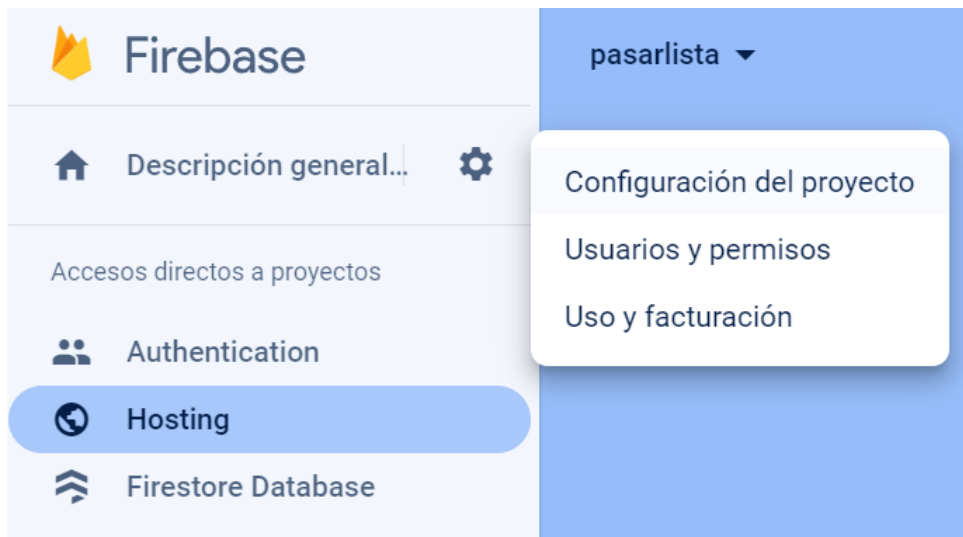 Firebase
pasarlista
Descripción general...
Configuración del proyecto
Usuarios y permisos
Uso y facturación
Accesos directos a proyectos
Authentication
Hosting
Firestore Database